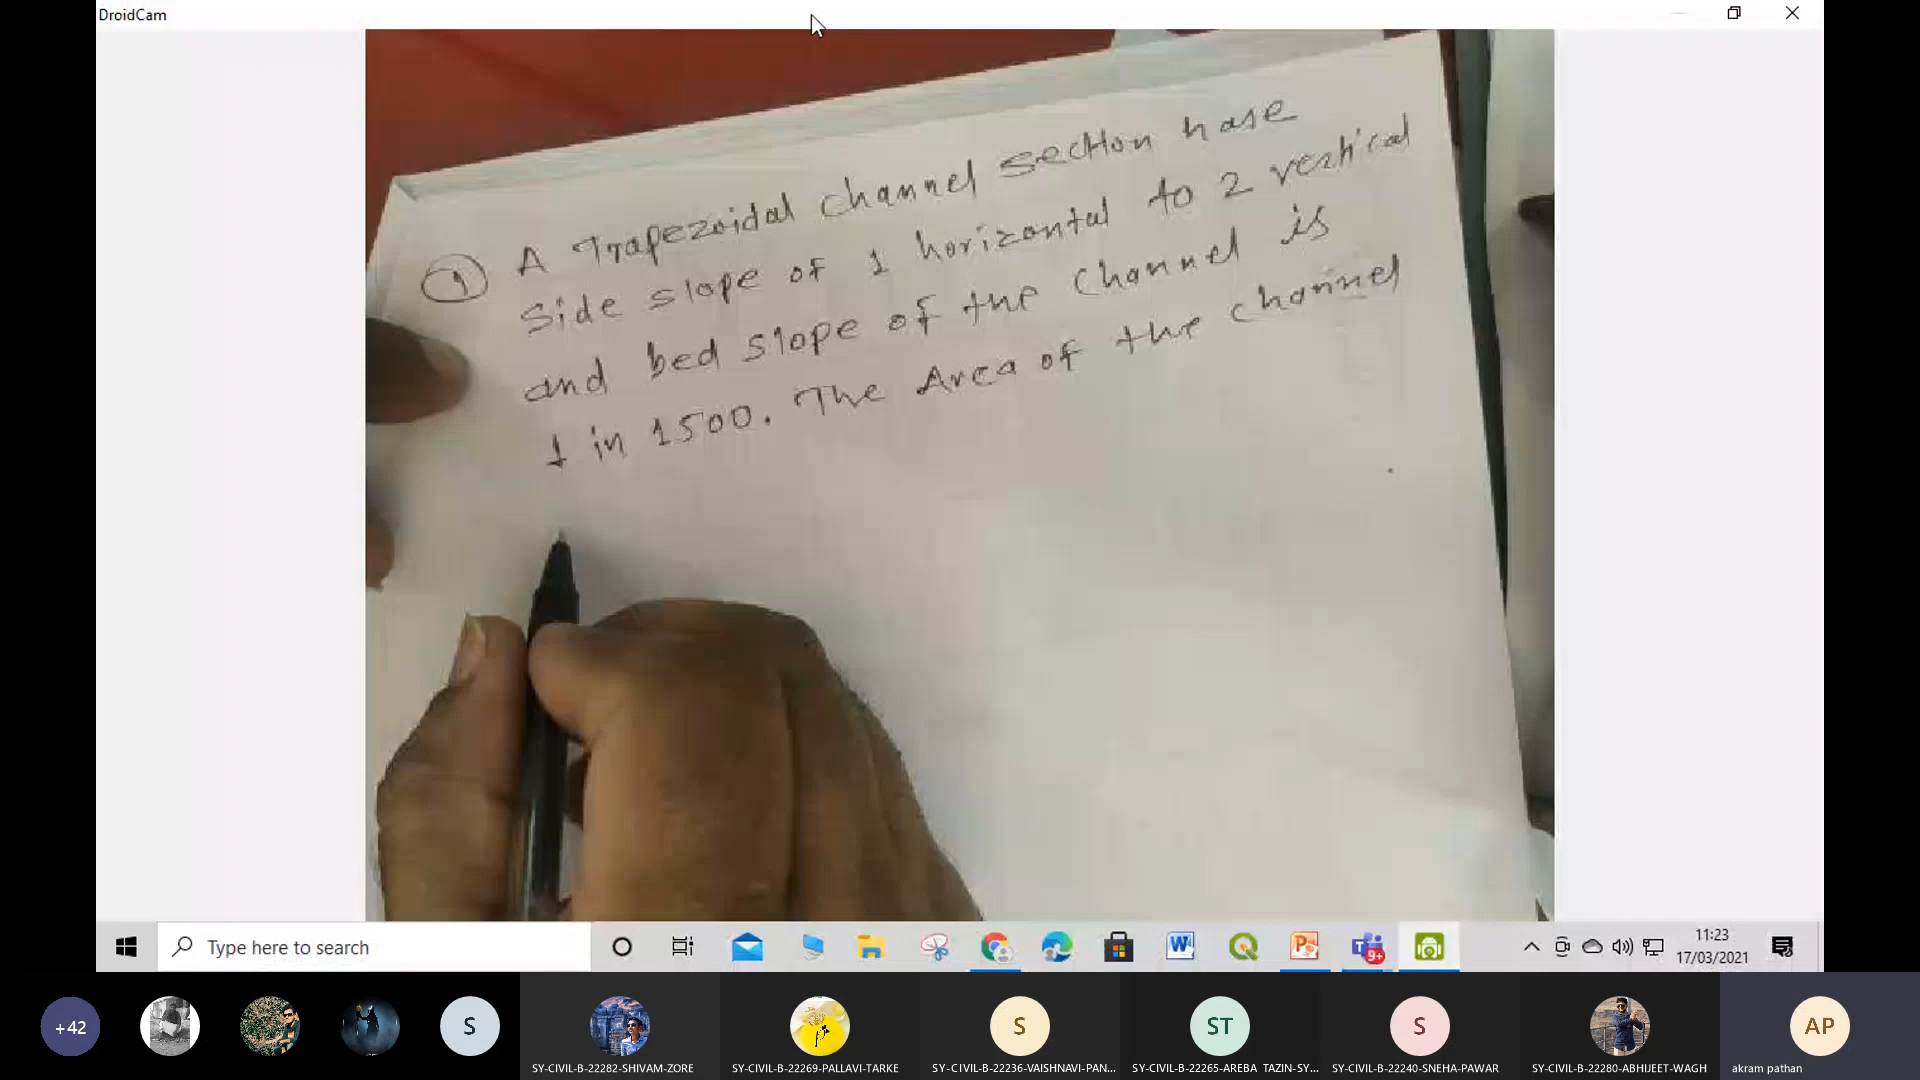 DroidCam
1 A Trapezoidal channel section have
side slope of 1 horizontal to 2 vertical
and bed slope of the channel is
1 in 1500. The Area of the channel
Type here to search
9+
11:23
17/03/2021
+42
S
S
ST
S
AP
SY-CIVIL-B-22282-SHIVAM-ZORE
SY-CIVIL-B-22269-PALLAVI-TARKE
SY-CIVIL-B-22236-VAISHNAVI-PAN...
SY-CIVIL-B-22265-AREBA TAZIN-SY...
SY-CIVIL-B-22240-SNEHA-PAWAR
SY-CIVIL-B-22280-ABHIJEET-WAGH
akram pathan